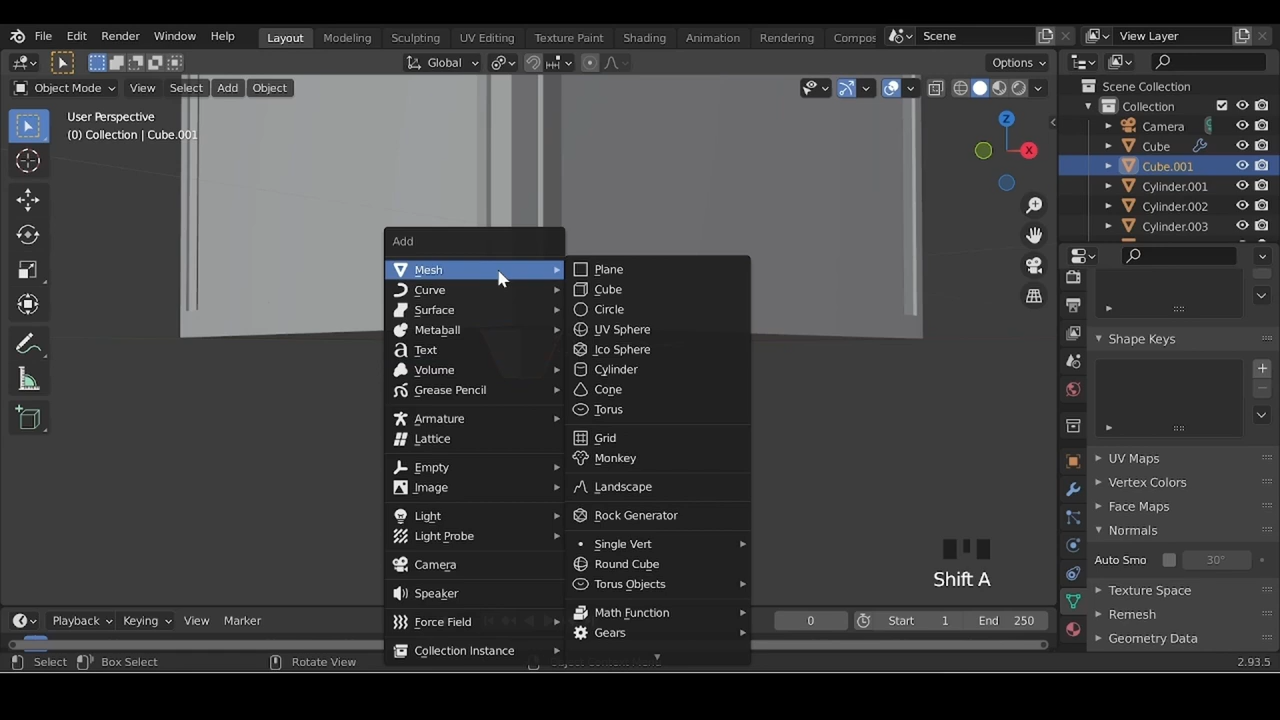 File Edit Render Window Help Layout Modeling Sculpting UV Editing Texture Paint Shading Animation Rendering Compos Scene View Layer
Global Options
Object Mode View Select Add Object
User Perspective
(0) Collection | Cube.001
Z
X
Scene Collection
Collection
Camera
Cube
Cube.001
Cylinder.001
Cylinder.002
Cylinder.003
Add
Mesh
Curve
Surface
Metaball
Text
Volume
Grease Pencil
Armature
Lattice
Empty
Image
Light
Light Probe
Camera
Speaker
Force Field
Collection Instance
Plane
Cube
Circle
UV Sphere
Ico Sphere
Cylinder
Cone
Torus
Grid
Monkey
Landscape
Rock Generator
Single Vert
Round Cube
Torus Objects
Math Function
Gears
Shape Keys
UV Maps
Vertex Colors
Face Maps
Normals
Auto Smo 30°
Texture Space
Remesh
Geometry Data
Shift A
Playback Keying View Marker 0 Start 1 End 250
Select Box Select Rotate View Object Context Menu 2.93.5